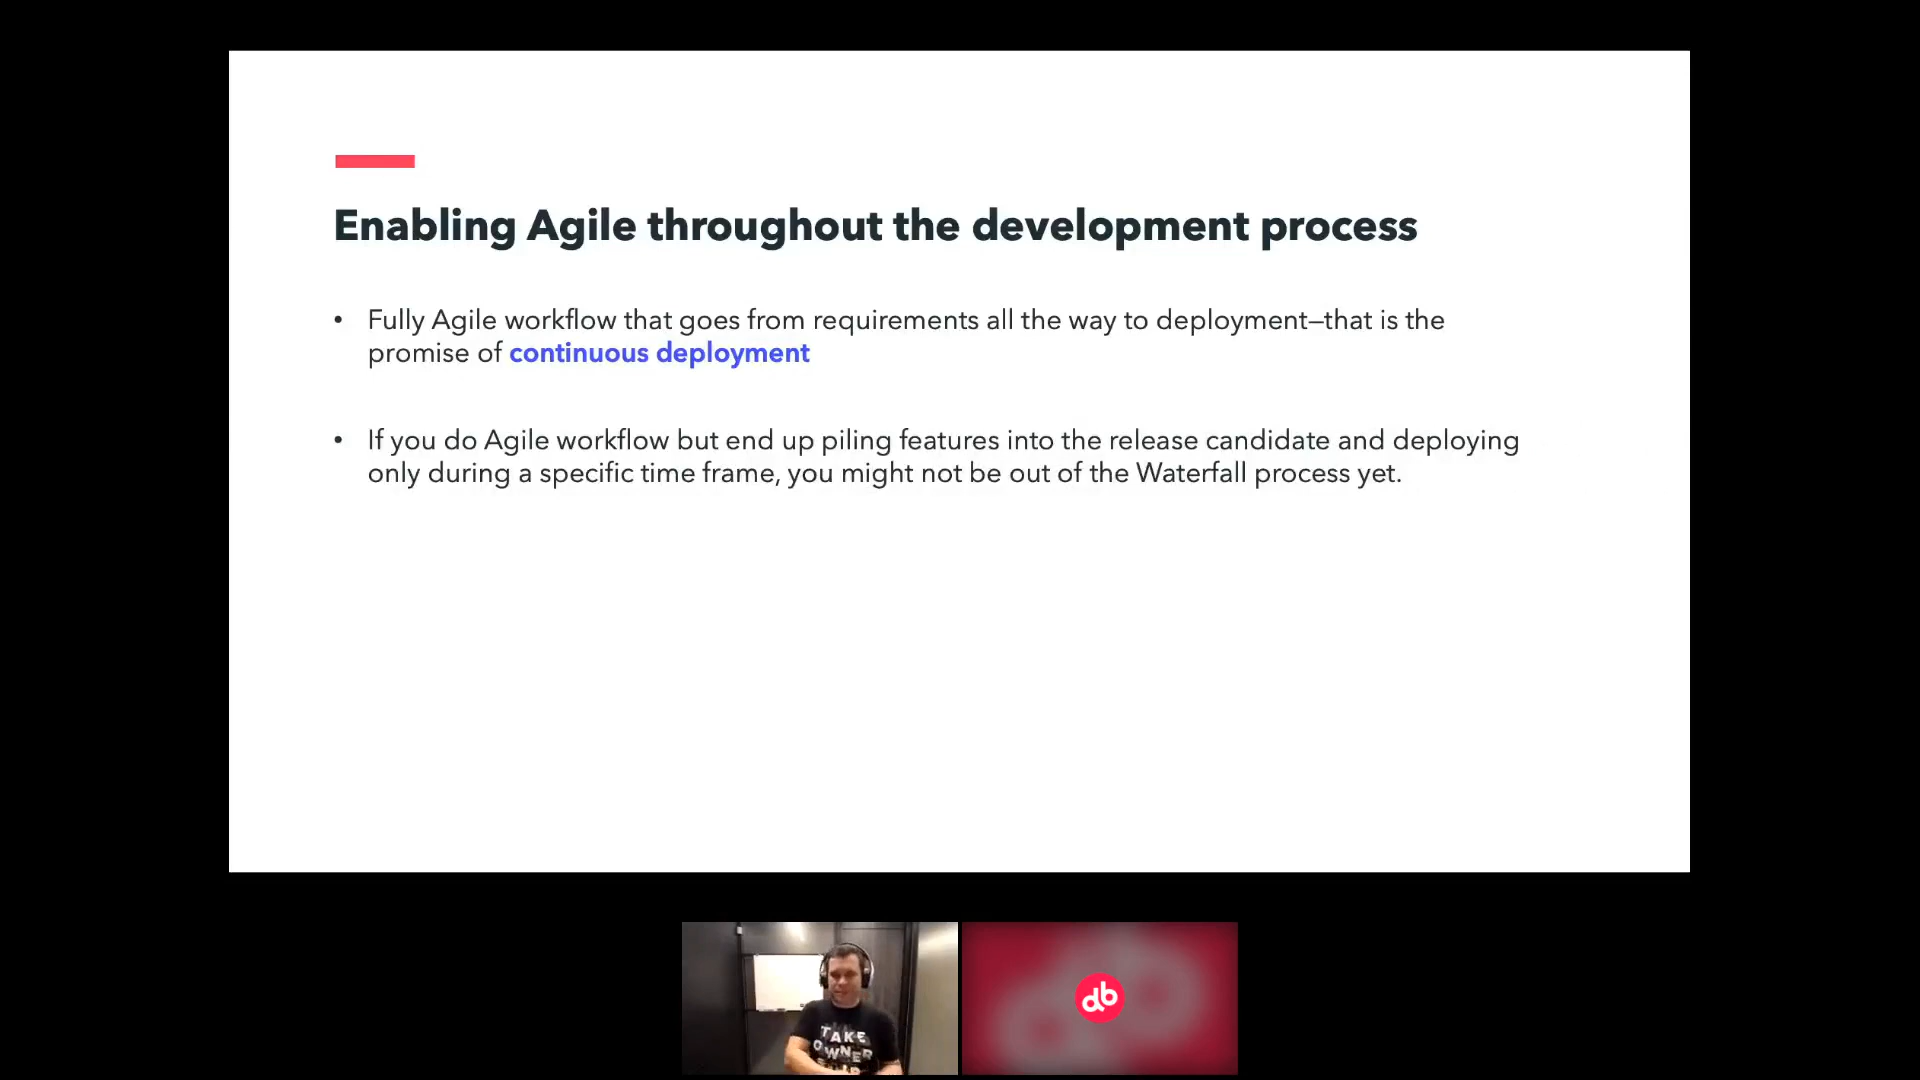 Enabling Agile throughout the development process
• Fully Agile workflow that goes from requirements all the way to deployment—that is the
promise of continuous deployment
• If you do Agile workflow but end up piling features into the release candidate and deploying
only during a specific time frame, you might not be out of the Waterfall process yet.
TAKE
OWNER
db